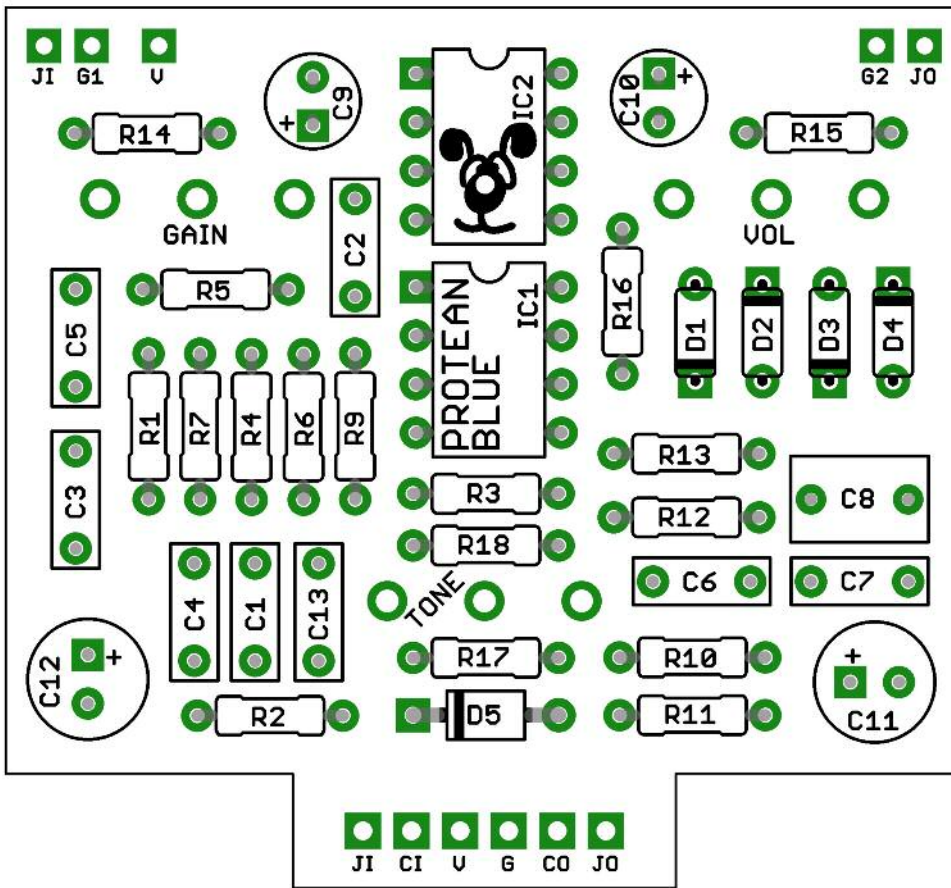 JI G1 V
G2 JO
R14
C9
IC2
C10
R15
GAIN
VOL
C2
R5
R16
C5
PROTEAN
BLUE
IC1
D1 D2 D3 D4
R1 R7 R4 R6 R9
C3
R13
R3
R12
C8
R18
C4 C1 C13
TONE
C6
C7
C12
R17
R10
R2
D5
R11
C11
JI CI V G CO JO